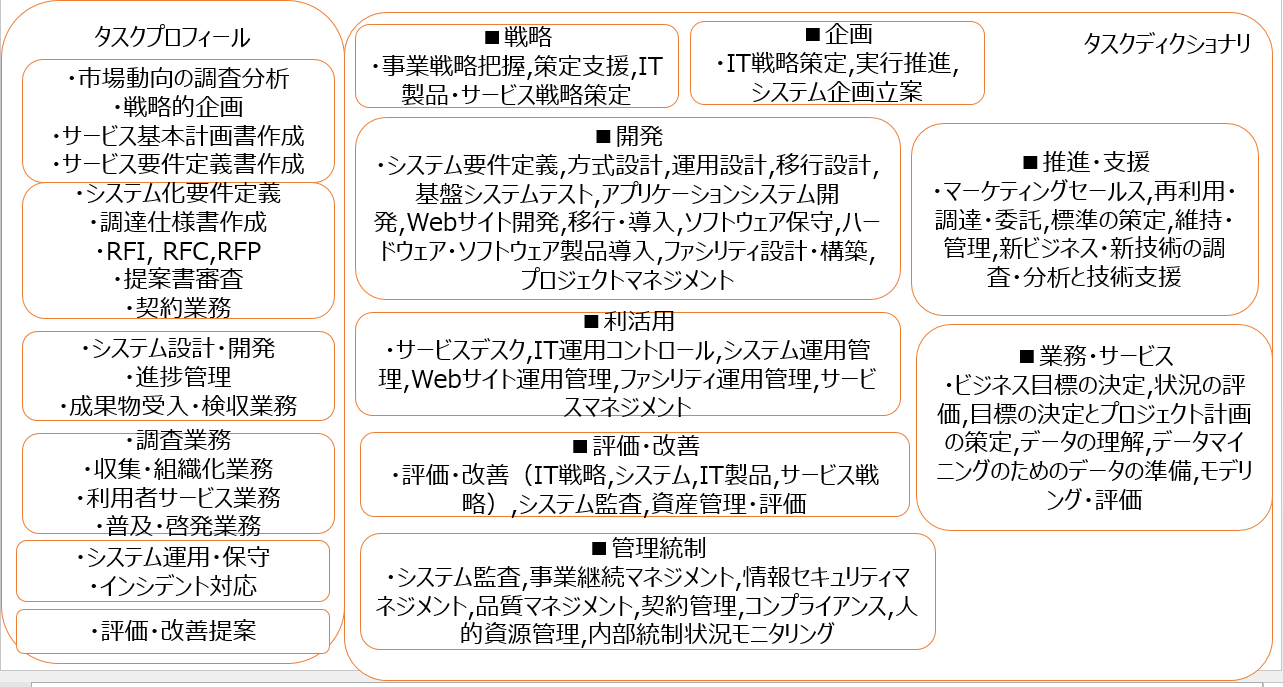 タスクプロフィール
・市場動向の調査分析
・戦略的企画
・サービス基本計画書作成
・サービス要件定義書作成
・システム化要件定義
・調達仕様書作成
・RFI, RFC,RFP
・提案書審査
・契約業務
・システム設計・開発
・進捗管理
・成果物受入・検収業務
・調査業務
・収集・組織化業務
・利用者サービス業務
・普及・啓発業務
・システム運用・保守
・インシデント対応
・評価・改善提案
タスクディクショナリ
■戦略
・事業戦略把握,策定支援,IT
製品・サービス戦略策定
■企画
・IT戦略策定,実行推進,
システム企画立案
■開発
・システム要件定義,方式設計,運用設計,移行設計,
基盤システムテスト,アプリケーションシステム開
発,Webサイト開発,移行・導入,ソフトウェア保守,ハー
ドウェア・ソフトウェア製品導入,ファシリティ設計・構築,
プロジェクトマネジメント
■推進・支援
・マーケティングセールス,再利用・
調達・委託,標準の策定,維持・
管理,新ビジネス・新技術の調
査・分析と技術支援
■利活用
・サービスデスク,IT運用コントロール,システム運用管
理,Webサイト運用管理,ファシリティ運用管理,サービ
スマネジメント
■業務・サービス
・ビジネス目標の決定,状況の評
価,目標の決定とプロジェクト計画
の策定,データの理解,データマイ
ニングのためのデータの準備,モデリ
ング・評価
■評価・改善
・評価・改善（IT戦略,システム,IT製品,サービス戦
略）,システム監査,資産管理・評価
■管理統制
・システム監査,事業継続マネジメント,情報セキュリティマ
ネジメント,品質マネジメント,契約管理,コンプライアンス,人
的資源管理,内部統制状況モニタリング